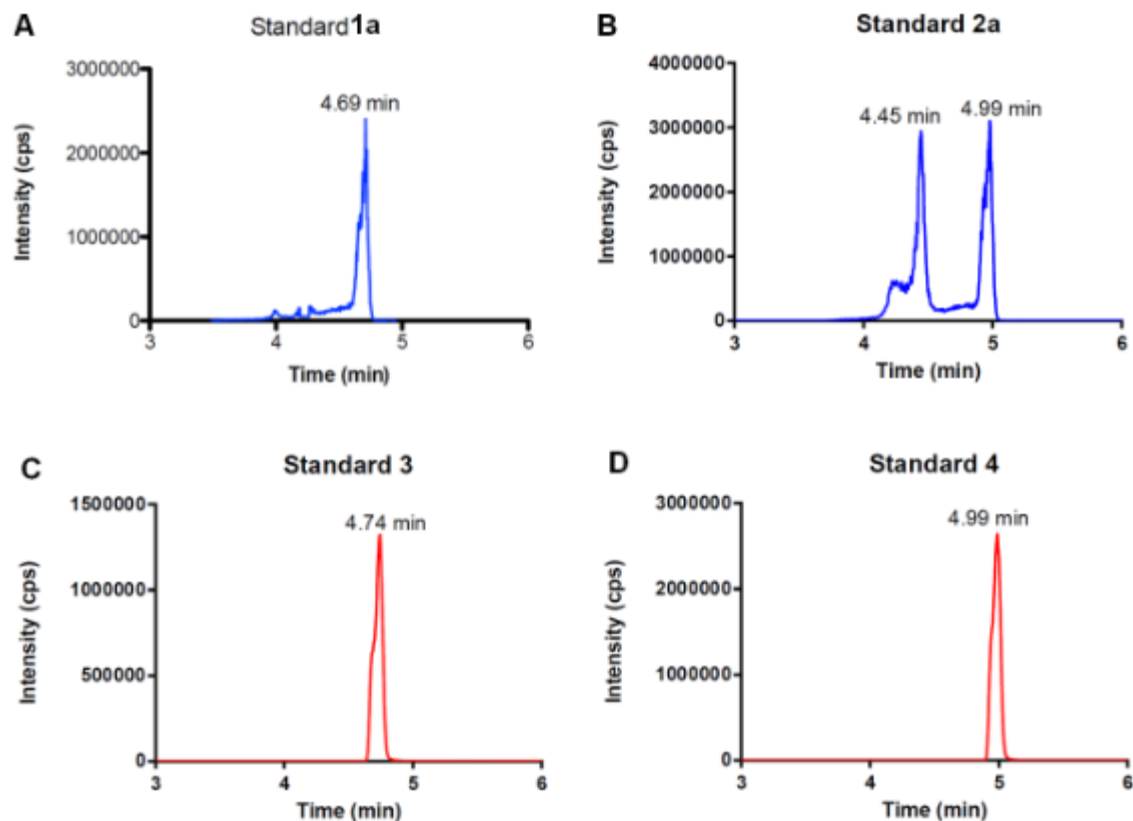 A
Standard 1a
3000000
2000000
1000000
0
4.69 min
3 4 5 6
Time (min)
Intensity (cps)
B
Standard 2a
4000000
3000000
2000000
1000000
0
4.45 min
4.99 min
3 4 5 6
Time (min)
Intensity (cps)
C
Standard 3
1500000
1000000
500000
0
4.74 min
3 4 5 6
Time (min)
Intensity (cps)
D
Standard 4
3000000
2000000
1000000
0
4.99 min
3 4 5 6
Time (min)
Intensity (cps)